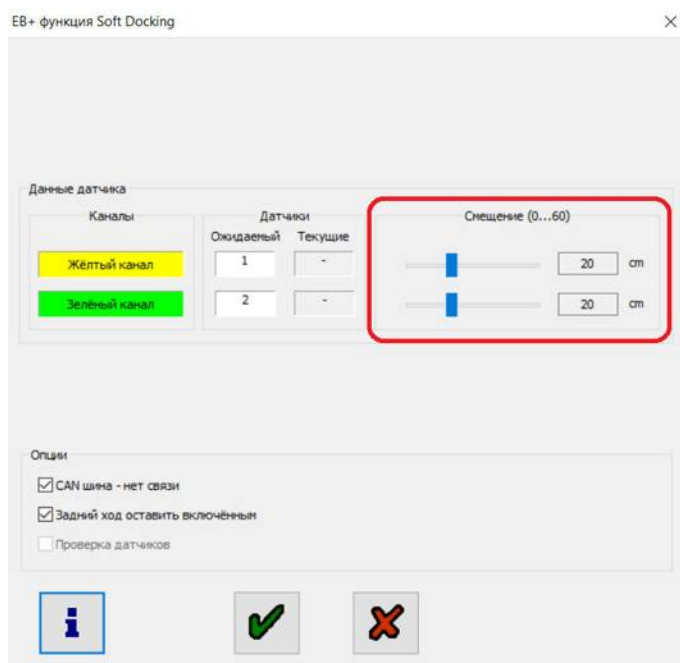 EB+ функция Soft Docking
Данные датчика
Каналы
Датчики
Смещение (0...60)
Ожидаемый Текущие
Жёлтый канал 1 - 20 cm
Зелёный канал 2 - 20 cm
Опции
CAN шина - нет связи
Задний ход оставить включённым
Проверка датчиков